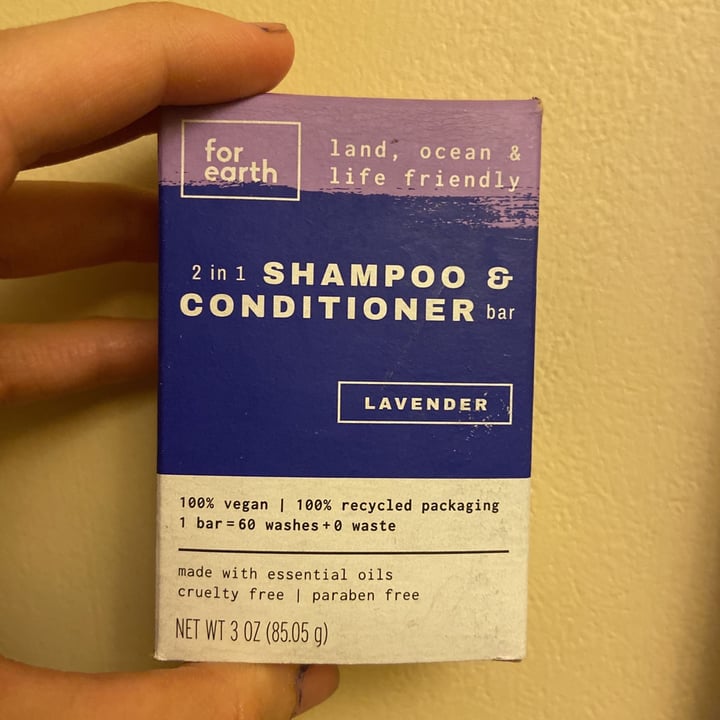 for
earth
land, ocean &
life friendly
2 in 1 SHAMPOO &
CONDITIONER bar
LAVENDER
100% vegan | 100% recycled packaging
1 bar=60 washes+0 waste
made with essential oils
cruelty free | paraben free
NET WT 3 OZ (85.05 g)